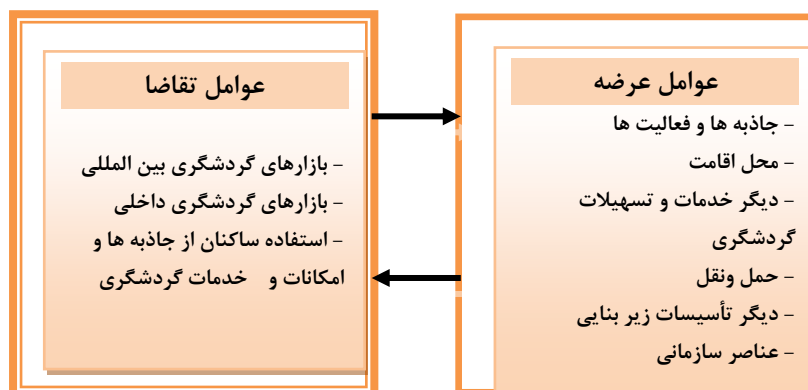 عوامل عرضه
- جاذبه ها و فعالیت ها
- محل اقامت
- دیگر خدمات و تسهیلات
گردشگری
- حمل ونقل
- دیگر تأسیسات زیر بنایی
- عناصر سازمانی
عوامل تقاضا
- بازارهای گردشگری بین المللی
- بازارهای گردشگری داخلی
- استفاده ساکنان از جاذبه ها و
امکانات و خدمات گردشگری